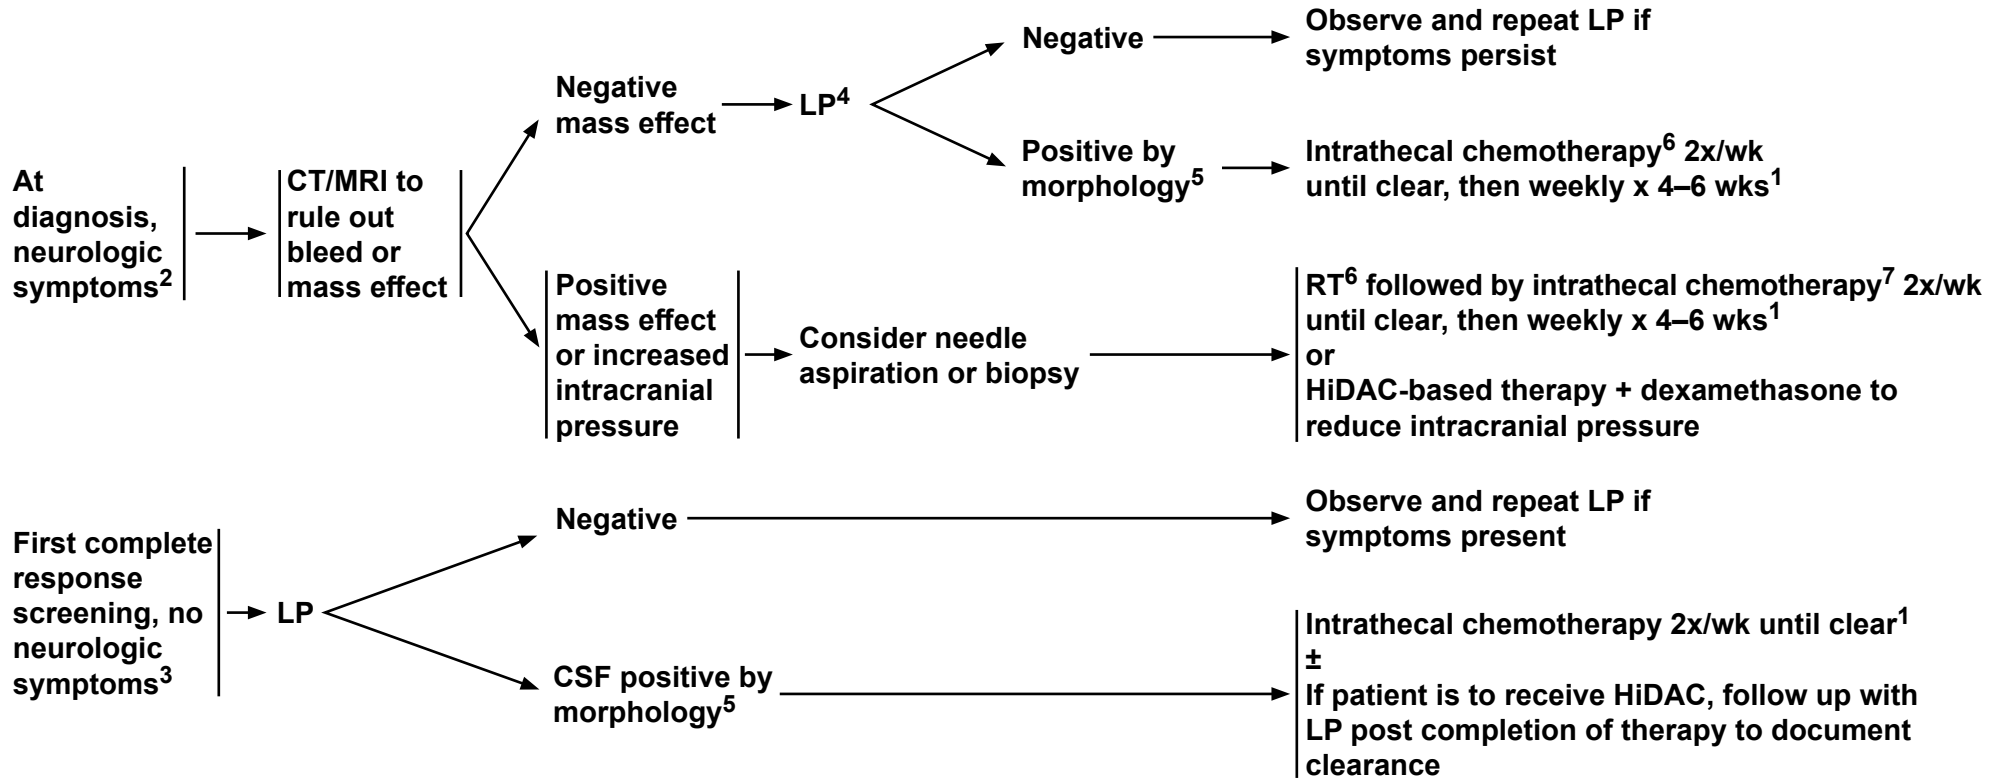 At
diagnosis,
neurologic
symptoms2
CT/MRI to
rule out
bleed or
mass effect
Negative
mass effect
LP4
Negative
Observe and repeat LP if
symptoms persist
Positive by
morphology5
Intrathecal chemotherapy6 2x/wk
until clear, then weekly x 4–6 wks1
Positive
mass effect
or increased
intracranial
pressure
Consider needle
aspiration or biopsy
RT6 followed by intrathecal chemotherapy7 2x/wk
until clear, then weekly x 4–6 wks1
or
HiDAC-based therapy + dexamethasone to
reduce intracranial pressure
First complete
response
screening, no
neurologic
symptoms3
LP
Negative
Observe and repeat LP if
symptoms present
CSF positive by
morphology5
Intrathecal chemotherapy 2x/wk until clear1
±
If patient is to receive HiDAC, follow up with
LP post completion of therapy to document
clearance